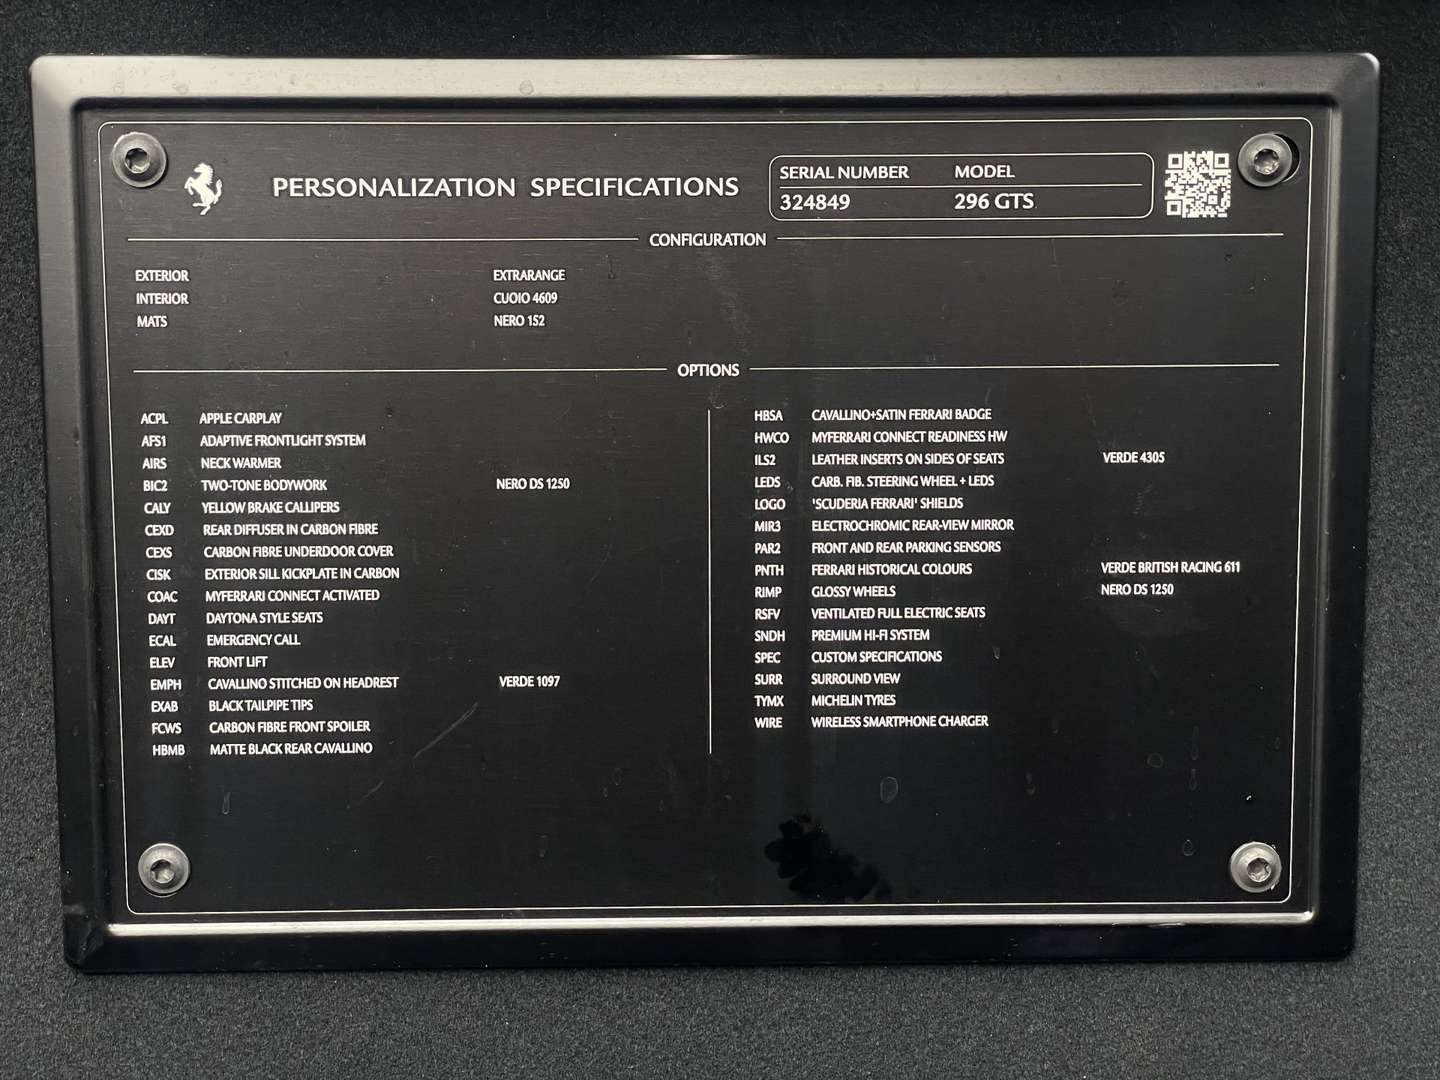 PERSONALIZATION SPECIFICATIONS
SERIAL NUMBER MODEL
324849 296 GTS
CONFIGURATION
EXTERIOR EXTRARANGE
INTERIOR CUOIO 4609
MATS NERO 152
OPTIONS
ACPL APPLE CARPLAY
AFS1 ADAPTIVE FRONTLIGHT SYSTEM
AIRS NECK WARMER
BIC2 TWO-TONE BODYWORK NERO DS 1250
CALY YELLOW BRAKE CALLIPERS
CEXD REAR DIFFUSER IN CARBON FIBRE
CEXS CARBON FIBRE UNDERDOOR COVER
CISK EXTERIOR SILL KICKPLATE IN CARBON
COAC MYFERRARI CONNECT ACTIVATED
DAYT DAYTONA STYLE SEATS
ECAL EMERGENCY CALL
ELEV FRONT LIFT
EMPH CAVALLINO STITCHED ON HEADREST VERDE 1097
EXAB BLACK TAILPIPE TIPS
FCWS CARBON FIBRE FRONT SPOILER
HBMB MATTE BLACK REAR CAVALLINO
HBSA CAVALLINO+SATIN FERRARI BADGE
HWCO MYFERRARI CONNECT READINESS HW
ILS2 LEATHER INSERTS ON SIDES OF SEATS VERDE 4305
LEDS CARB. FIB. STEERING WHEEL + LEDS
LOGO 'SCUDERIA FERRARI' SHIELDS
MIR3 ELECTROCHROMIC REAR-VIEW MIRROR
PAR2 FRONT AND REAR PARKING SENSORS
PNTH FERRARI HISTORICAL COLOURS VERDE BRITISH RACING 611
RIMP GLOSSY WHEELS NERO DS 1250
RSFV VENTILATED FULL ELECTRIC SEATS
SNDH PREMIUM HI-FI SYSTEM
SPEC CUSTOM SPECIFICATIONS
SURR SURROUND VIEW
TYMX MICHELIN TYRES
WIRE WIRELESS SMARTPHONE CHARGER